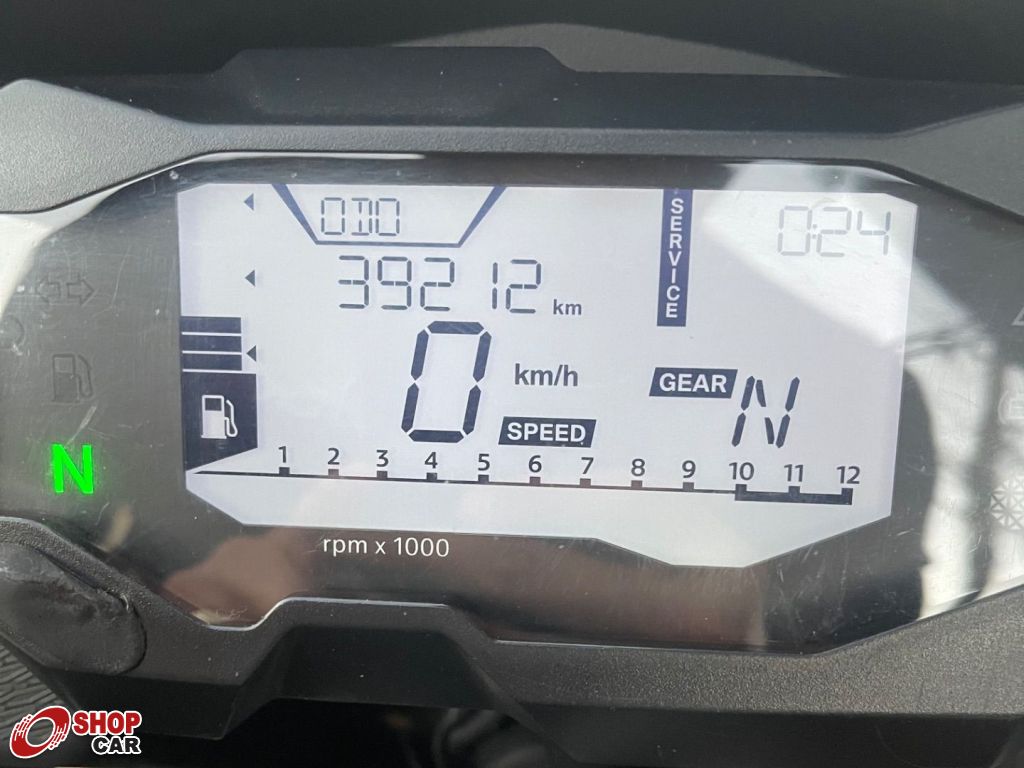 ODO
39212 km
SERVICE
0:24
0 km/h
SPEED
GEAR N
N
1 2 3 4 5 6 7 8 9 10 11 12
rpm x 1000
SHOP
CAR